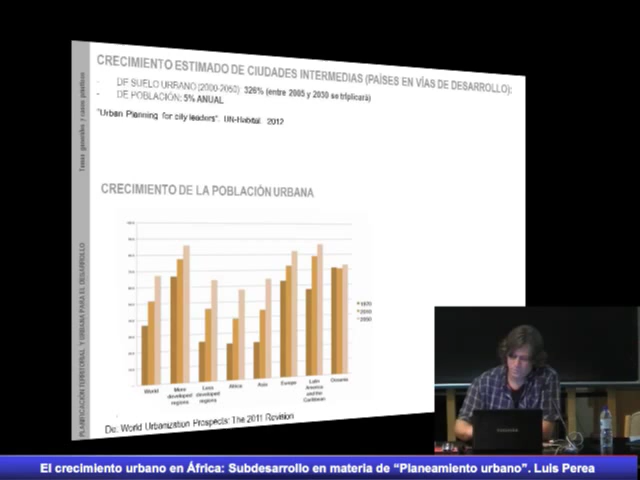 CRECIMIENTO ESTIMADO DE CIUDADES INTERMEDIAS (PAÍSES EN VÍAS DE DESARROLLO):
- DE SUELO URBANO (2000-2050): 326% (entre 2005 y 2030 se triplicará)
- DE POBLACIÓN: 5% ANUAL
"Urban Planning for city leaders". UN-Habitat. 2012
CRECIMIENTO DE LA POBLACIÓN URBANA
World
More developed regions
Less developed regions
Africa
Asia
Europe
Latin America and the Caribbean
Oceania
1970
2010
2050
De: World Urbanization Prospects: The 2011 Revision
PLANIFICACIÓN TERRITORIAL Y URBANA PARA EL DESARROLLO
El crecimiento urbano en África: Subdesarrollo en materia de “Planeamiento urbano”. Luis Perea